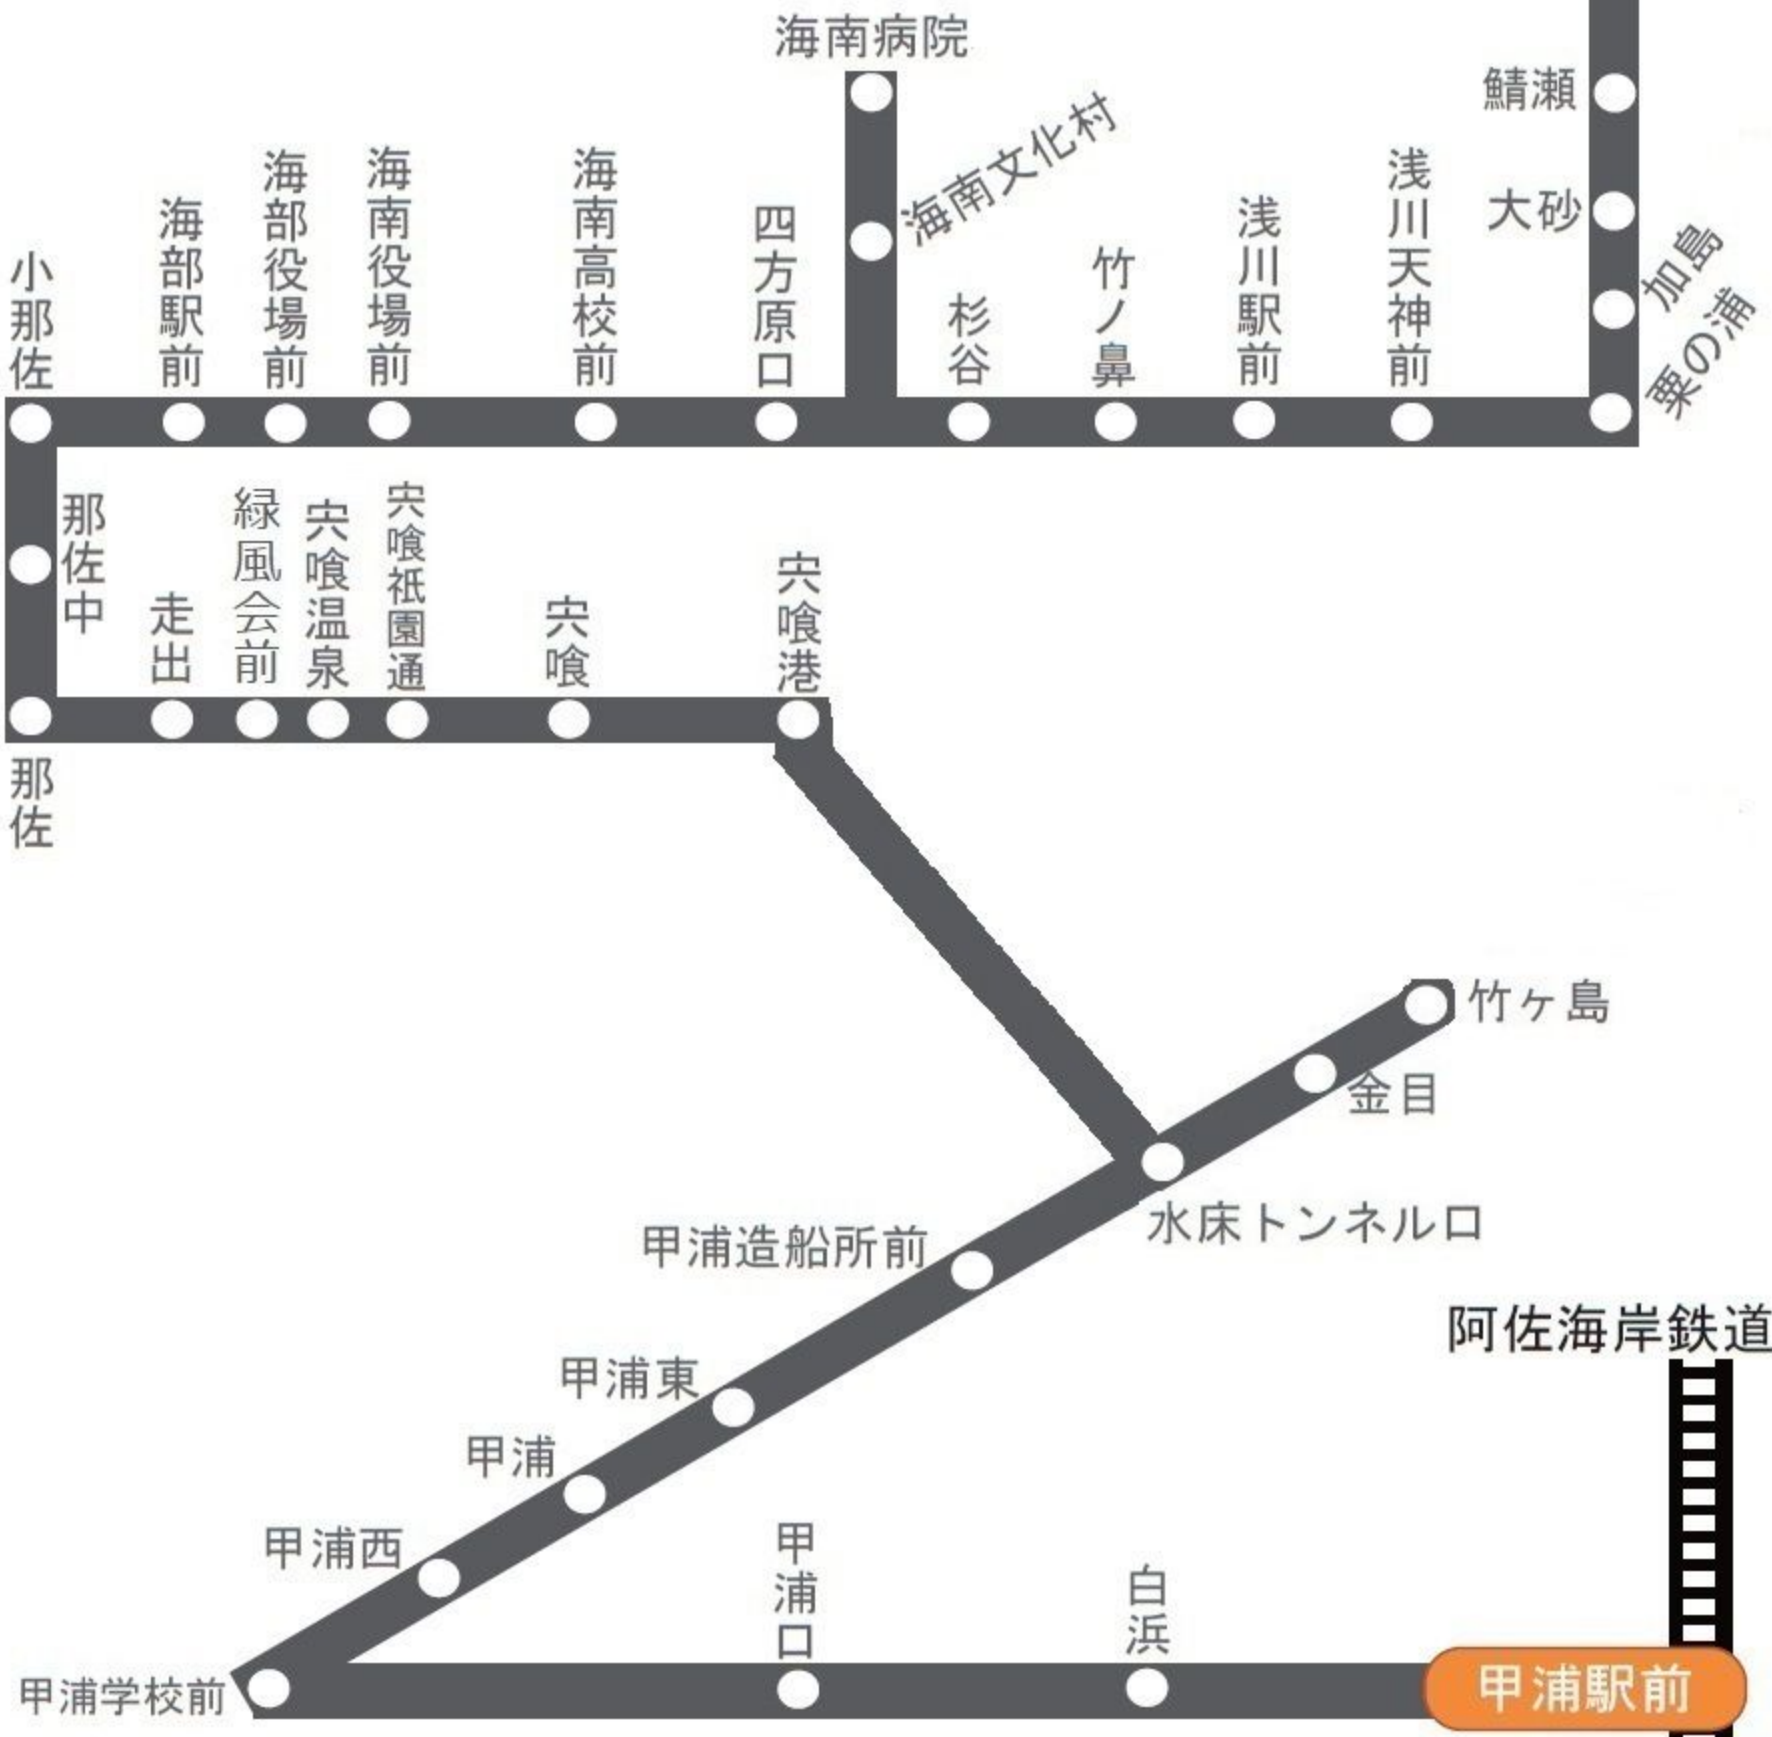 海南病院
鯖瀬
海南文化村
大砂
加島
粟の浦
小那佐
海部駅前
海部役場前
海南役場前
海南高校前
四方原口
杉谷
竹ノ鼻
浅川駅前
浅川天神前
那佐中
走出
緑風会前
宍喰温泉
宍喰祇園通
宍喰
宍喰港
那佐
竹ヶ島
金目
水床トンネル口
甲浦造船所前
阿佐海岸鉄道
甲浦東
甲浦
甲浦西
甲浦口
白浜
甲浦学校前
甲浦駅前